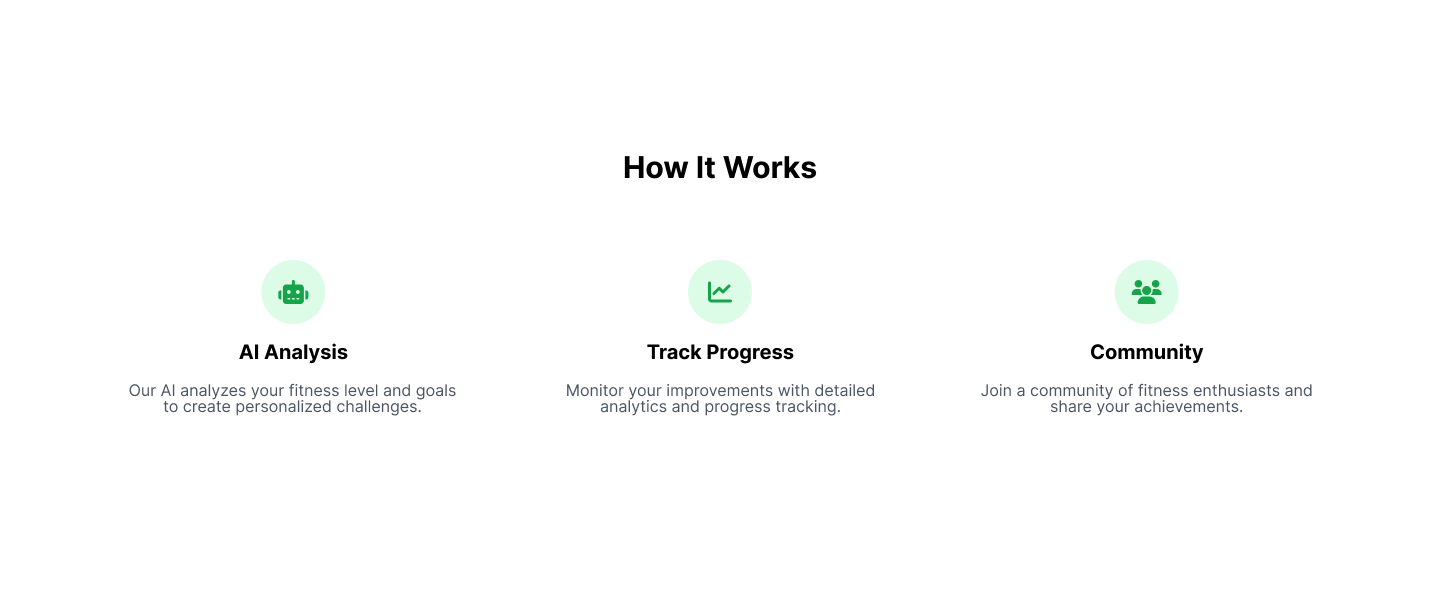 How It Works
AI Analysis
Our AI analyzes your fitness level and goals
to create personalized challenges.
Track Progress
Monitor your improvements with detailed
analytics and progress tracking.
Community
Join a community of fitness enthusiasts and
share your achievements.